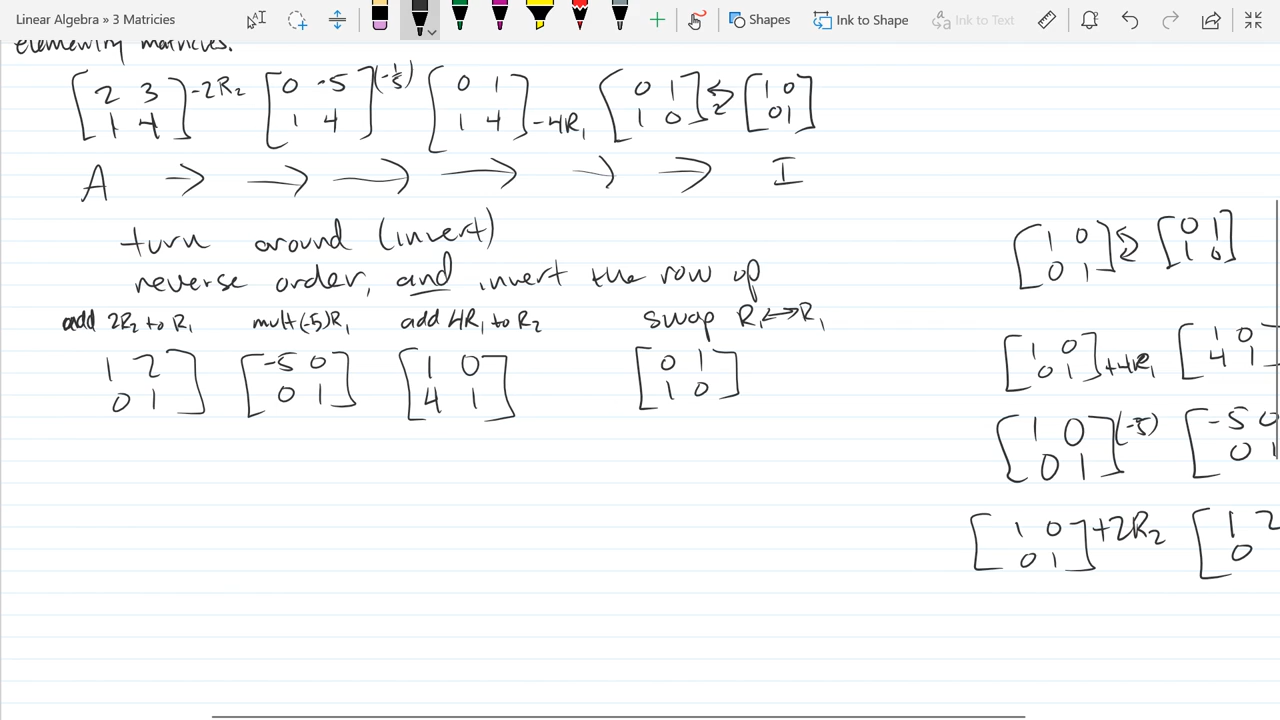 Linear Algebra » 3 Matricies
Shapes
Ink to Shape
Ink to Text
elementry matrices.
[2 3 -2R₂ [0 -5 (-1/5) [0 1 [0 1 [1 0
1 4] 1 4] 1 4] -4R₁ 1 0] 0 1]
A → → → → → → I
turn around (invert)
reverse order, and invert the row op
add 2R₂ to R₁ mult (-5)R₁ add 4R₁ to R₂ swap R₁↔R₁
1 2 [-5 0 [1 0 [0 1
0 1] 0 1] 4 1] 1 0]
[1 0 [0 1
0 1] 1 0]
[1 0 [1 0
0 1] +4R₁ 4 1
[1 0 (-5) [-5 0
0 1] 0 1
[1 0 +2R₂ [1 2
0 1] 0